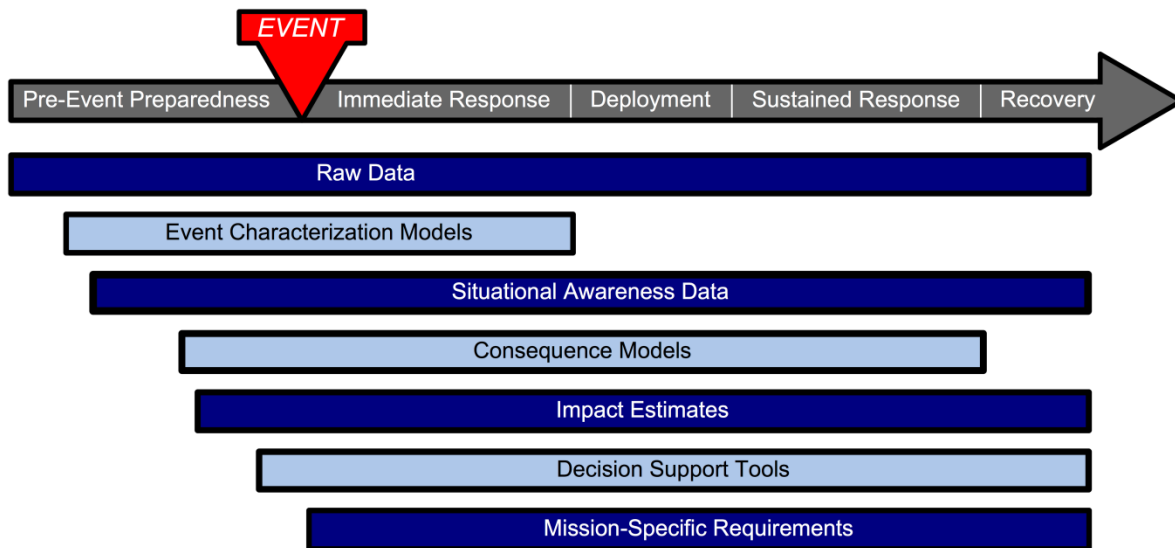 EVENT
Pre-Event Preparedness
Immediate Response
Deployment
Sustained Response
Recovery
Raw Data
Event Characterization Models
Situational Awareness Data
Consequence Models
Impact Estimates
Decision Support Tools
Mission-Specific Requirements